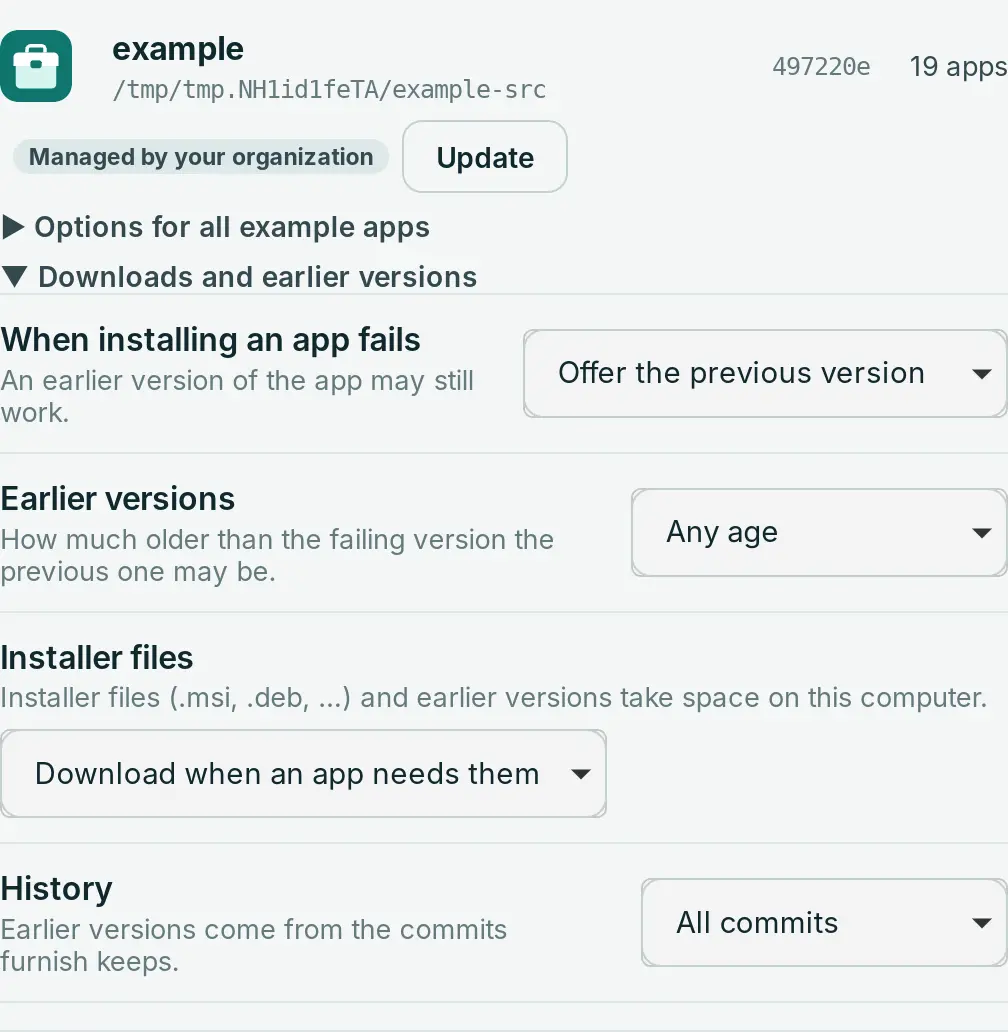 example
/tmp/tmp.NH1id1feTA/example-src
497220e
19 apps
Managed by your organization
Update
Options for all example apps
Downloads and earlier versions
When installing an app fails
An earlier version of the app may still
work.
Offer the previous version
Earlier versions
How much older than the failing version the
previous one may be.
Any age
Installer files
Installer files (.msi, .deb, ...) and earlier versions take space on this computer.
Download when an app needs them
History
Earlier versions come from the commits
furnish keeps.
All commits